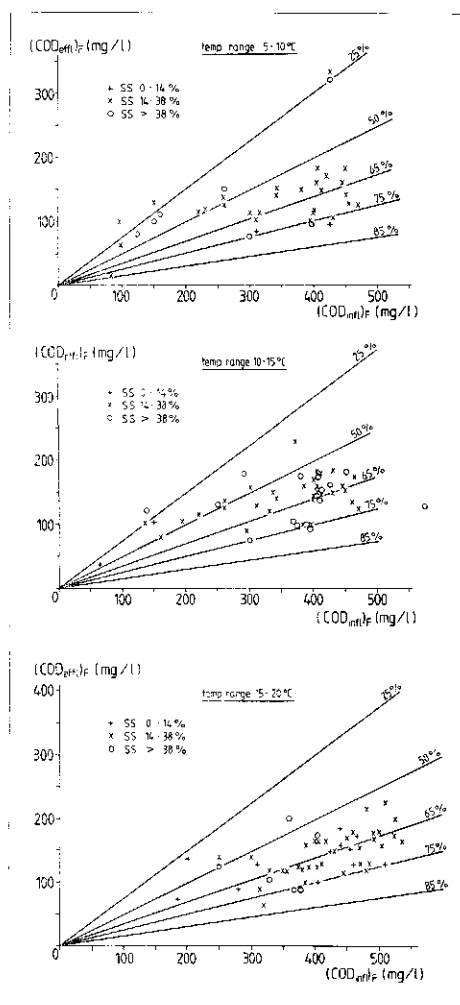 (COD_effl)_F (mg/l)
temp range 5-10°C
+ SS 0-14 %
x SS 14-38 %
o SS > 38 %
25%
50%
65%
75%
85%
300
200
100
0
100
200
300
400
500
(COD_infl)_F (mg/l)
(COD_effl)_F (mg/l)
temp range 10-15°C
+ SS 0-14%
x SS 14-38 %
o SS > 38 %
25%
50%
65%
75%
85%
300
200
100
0
100
200
300
400
500
(COD_infl)_F (mg/l)
(COD_effl)_F (mg/l)
temp range 15-20°C
+ SS 0-14%
x SS 14-38 %
o SS > 38 %
25%
50%
65%
75%
85%
400
300
200
100
0
100
200
300
400
500
(COD_infl)_F (mg/l)